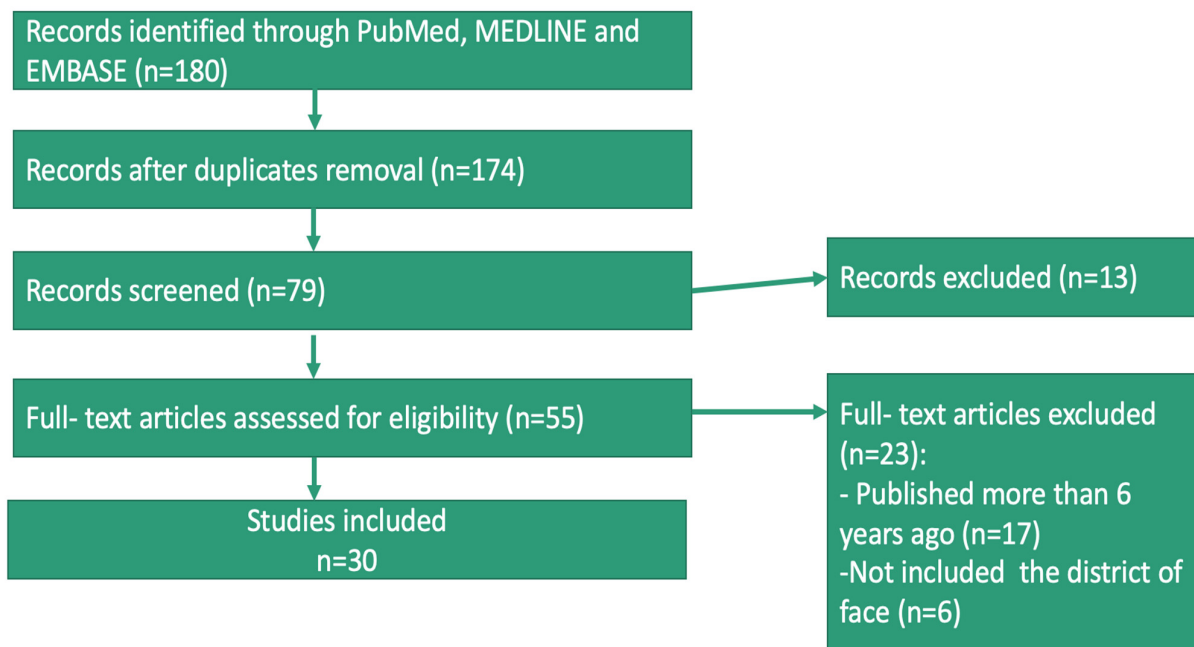 Records identified through PubMed, MEDLINE and
EMBASE (n=180)
Records after duplicates removal (n=174)
Records screened (n=79)
Records excluded (n=13)
Full- text articles assessed for eligibility (n=55)
Full- text articles excluded
(n=23):
- Published more than 6
years ago (n=17)
-Not included  the district of
face (n=6)
Studies included
n=30